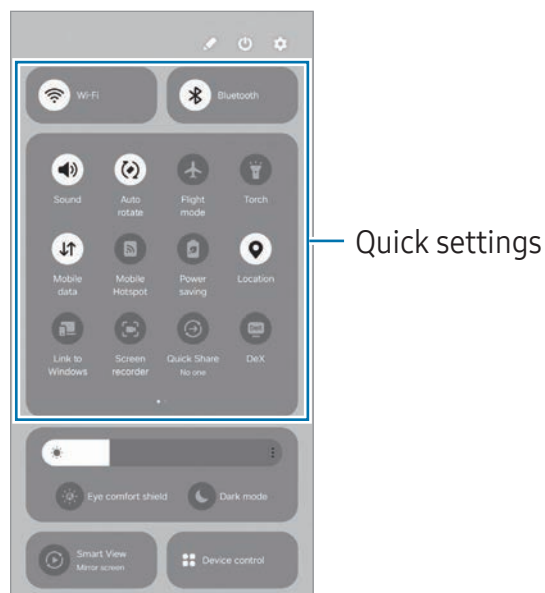 Wi-Fi
Bluetooth
Sound
Auto
rotate
Flight
mode
Torch
Mobile
data
Mobile
Hotspot
Power
saving
Location
Link to
Windows
Screen
recorder
Quick Share
No one
DeX
DeX
Quick settings
Eye comfort shield
Dark mode
Smart View
Mirror screen
Device control